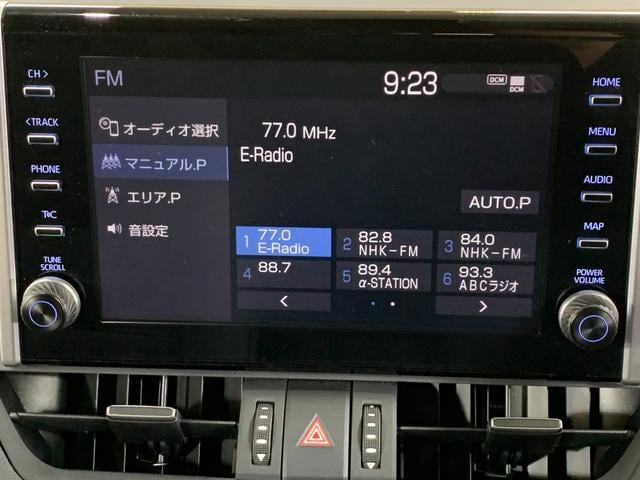 CH >
< TRACK
PHONE
T&C
TUNE
SCROLL
FM
9:23
DCM
DCM
オーディオ選択
マニュアル.P
エリア.P
音設定
77.0 MHz
E-Radio
AUTO.P
1 77.0 E-Radio
2 82.8 NHK-FM
3 84.0 NHK-FM
4 88.7
5 89.4 α-STATION
6 93.3 ABCラジオ
<
>
HOME
MENU
AUDIO
MAP
POWER
VOLUME